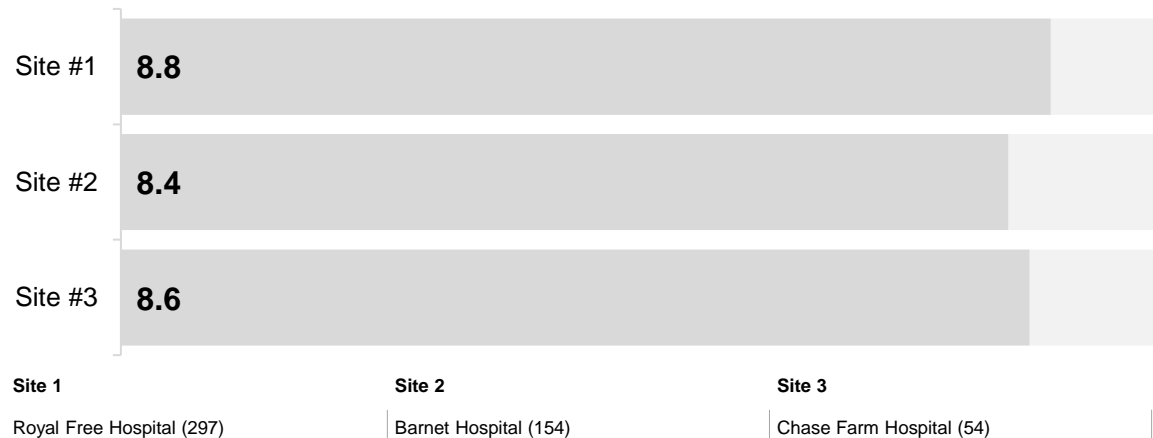 Site #1 8.8
Site #2 8.4
Site #3 8.6
Site 1 Site 2 Site 3
Royal Free Hospital (297) Barnet Hospital (154) Chase Farm Hospital (54)